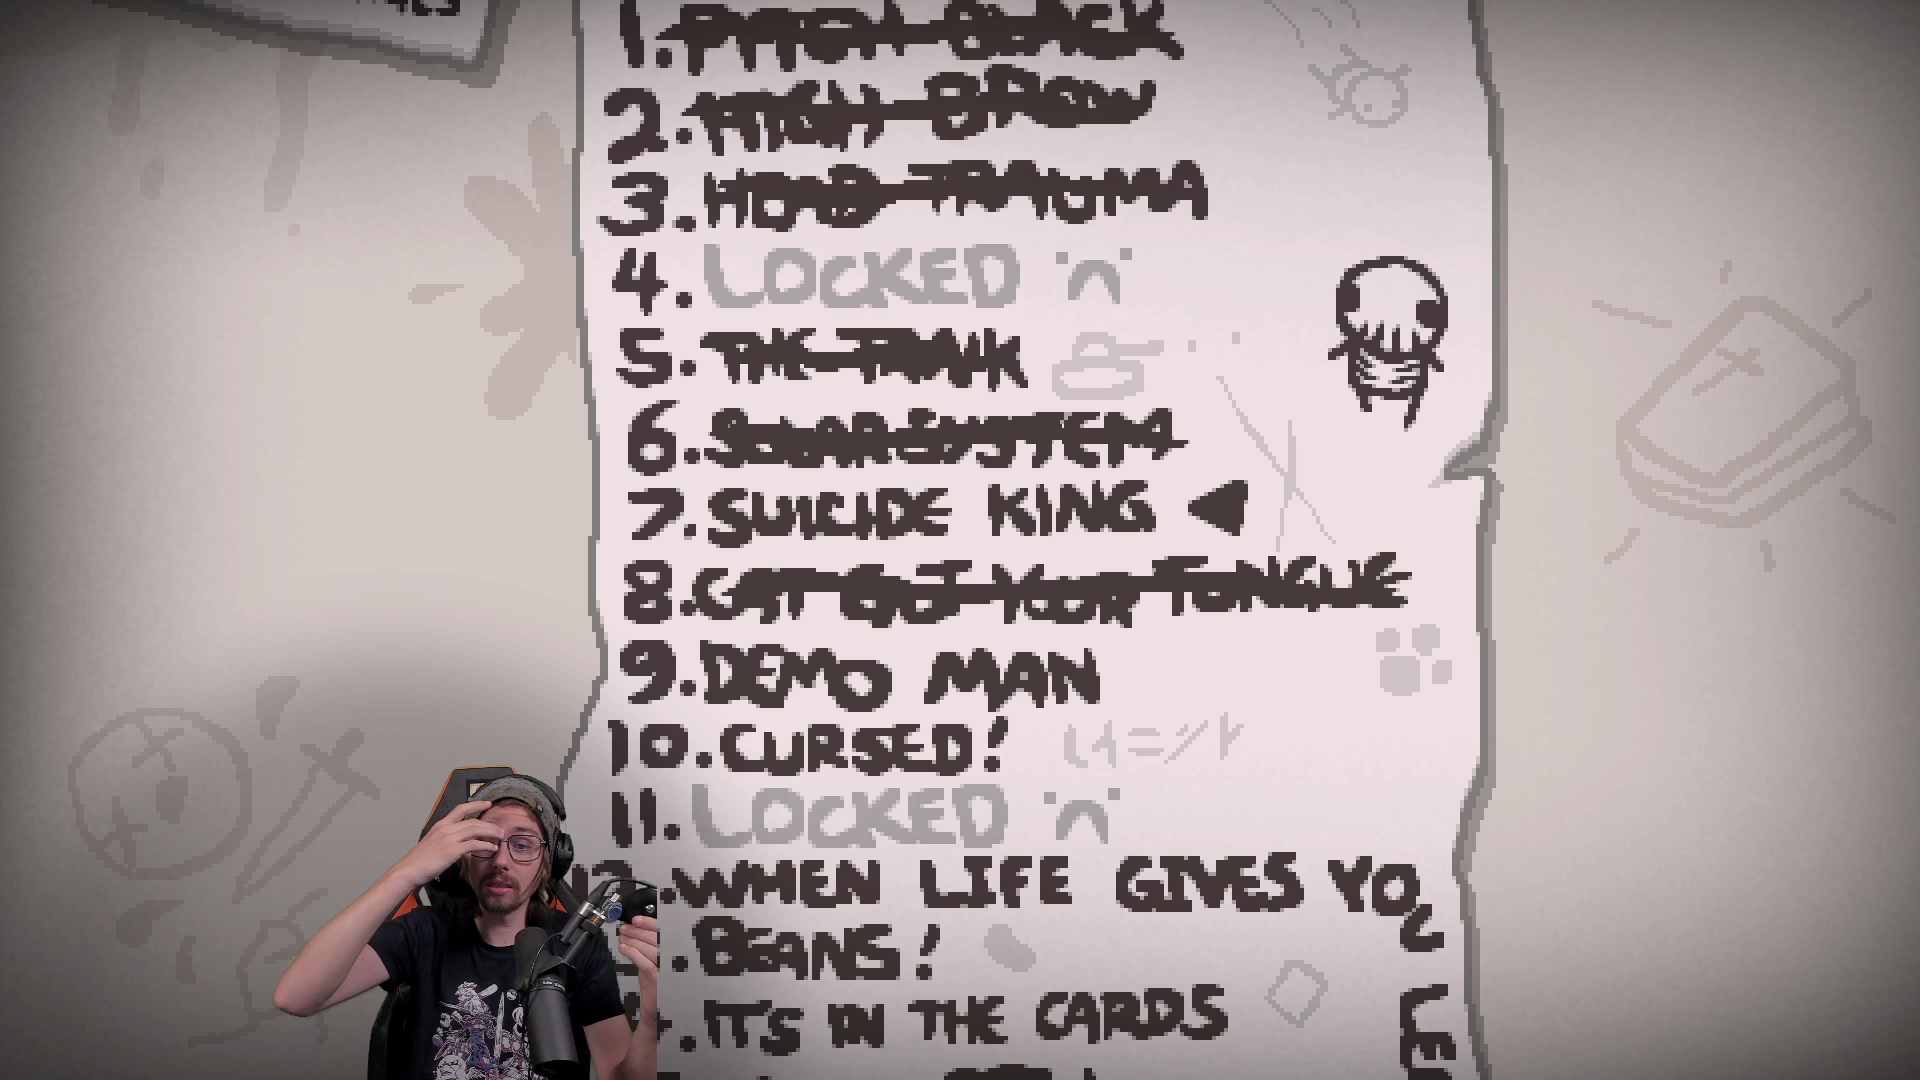 1. PITCH BLACK
2. HIGH BROW
3. HEAD TRAUMA
4. LOCKED
5. THE TANK
6. SOLAR SYSTEM
7. SUICIDE KING ◀
8. CAT GOT YOUR TONGUE
9. DEMO MAN
10. CURSED!
11. LOCKED
.WHEN LIFE GIVES YOU LE
.BEANS!
.IT'S IN THE CARDS